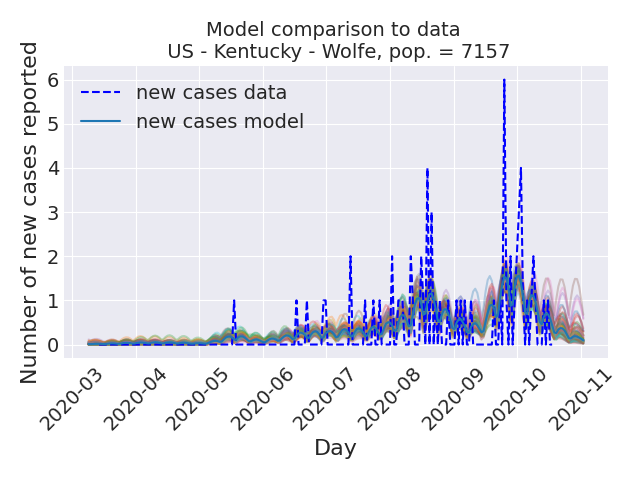 Model comparison to data
US - Kentucky - Wolfe, pop. = 7157
Number of new cases reported
6
5
4
3
2
1
0
new cases data
new cases model
2020-03
2020-04
2020-05
2020-06
2020-07
2020-08
2020-09
2020-10
2020-11
Day